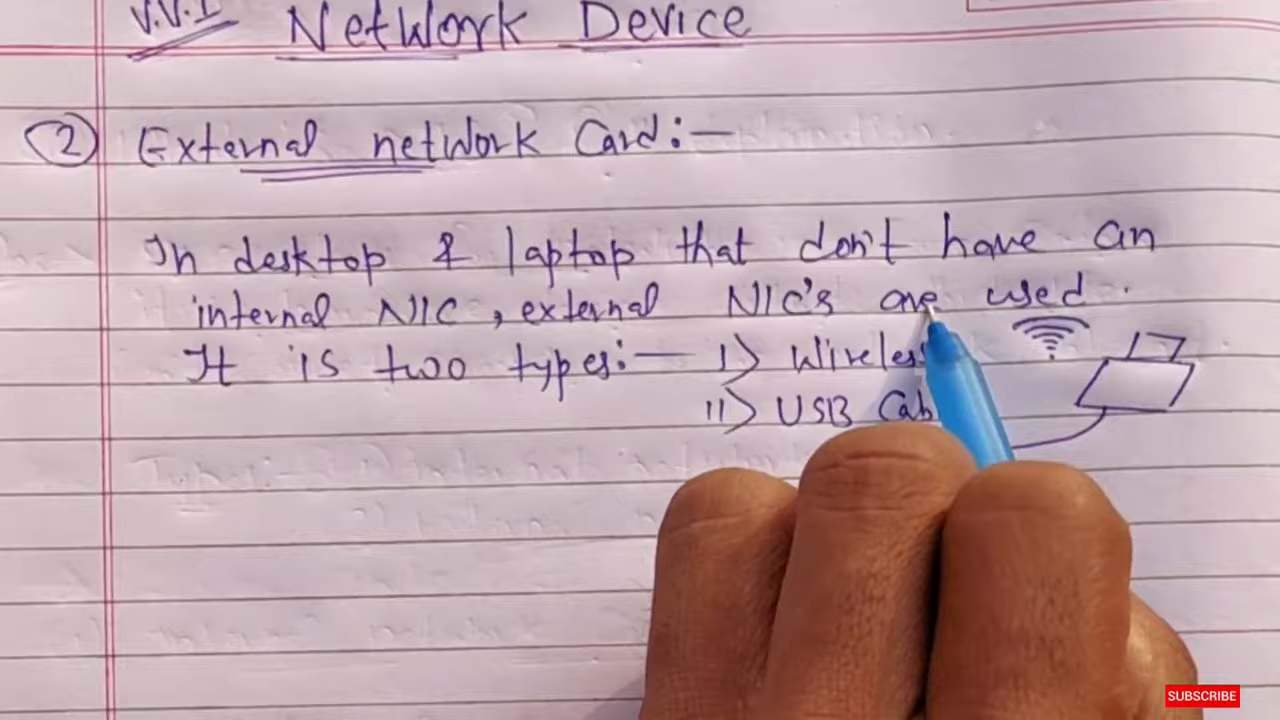 V.V.I Network Device
2 External network Card:—
In desktop & laptop that don't have an
internal NIC, external NIC's are used.
It is two types:— i> Wireless
ii> USB Cab
SUBSCRIBE